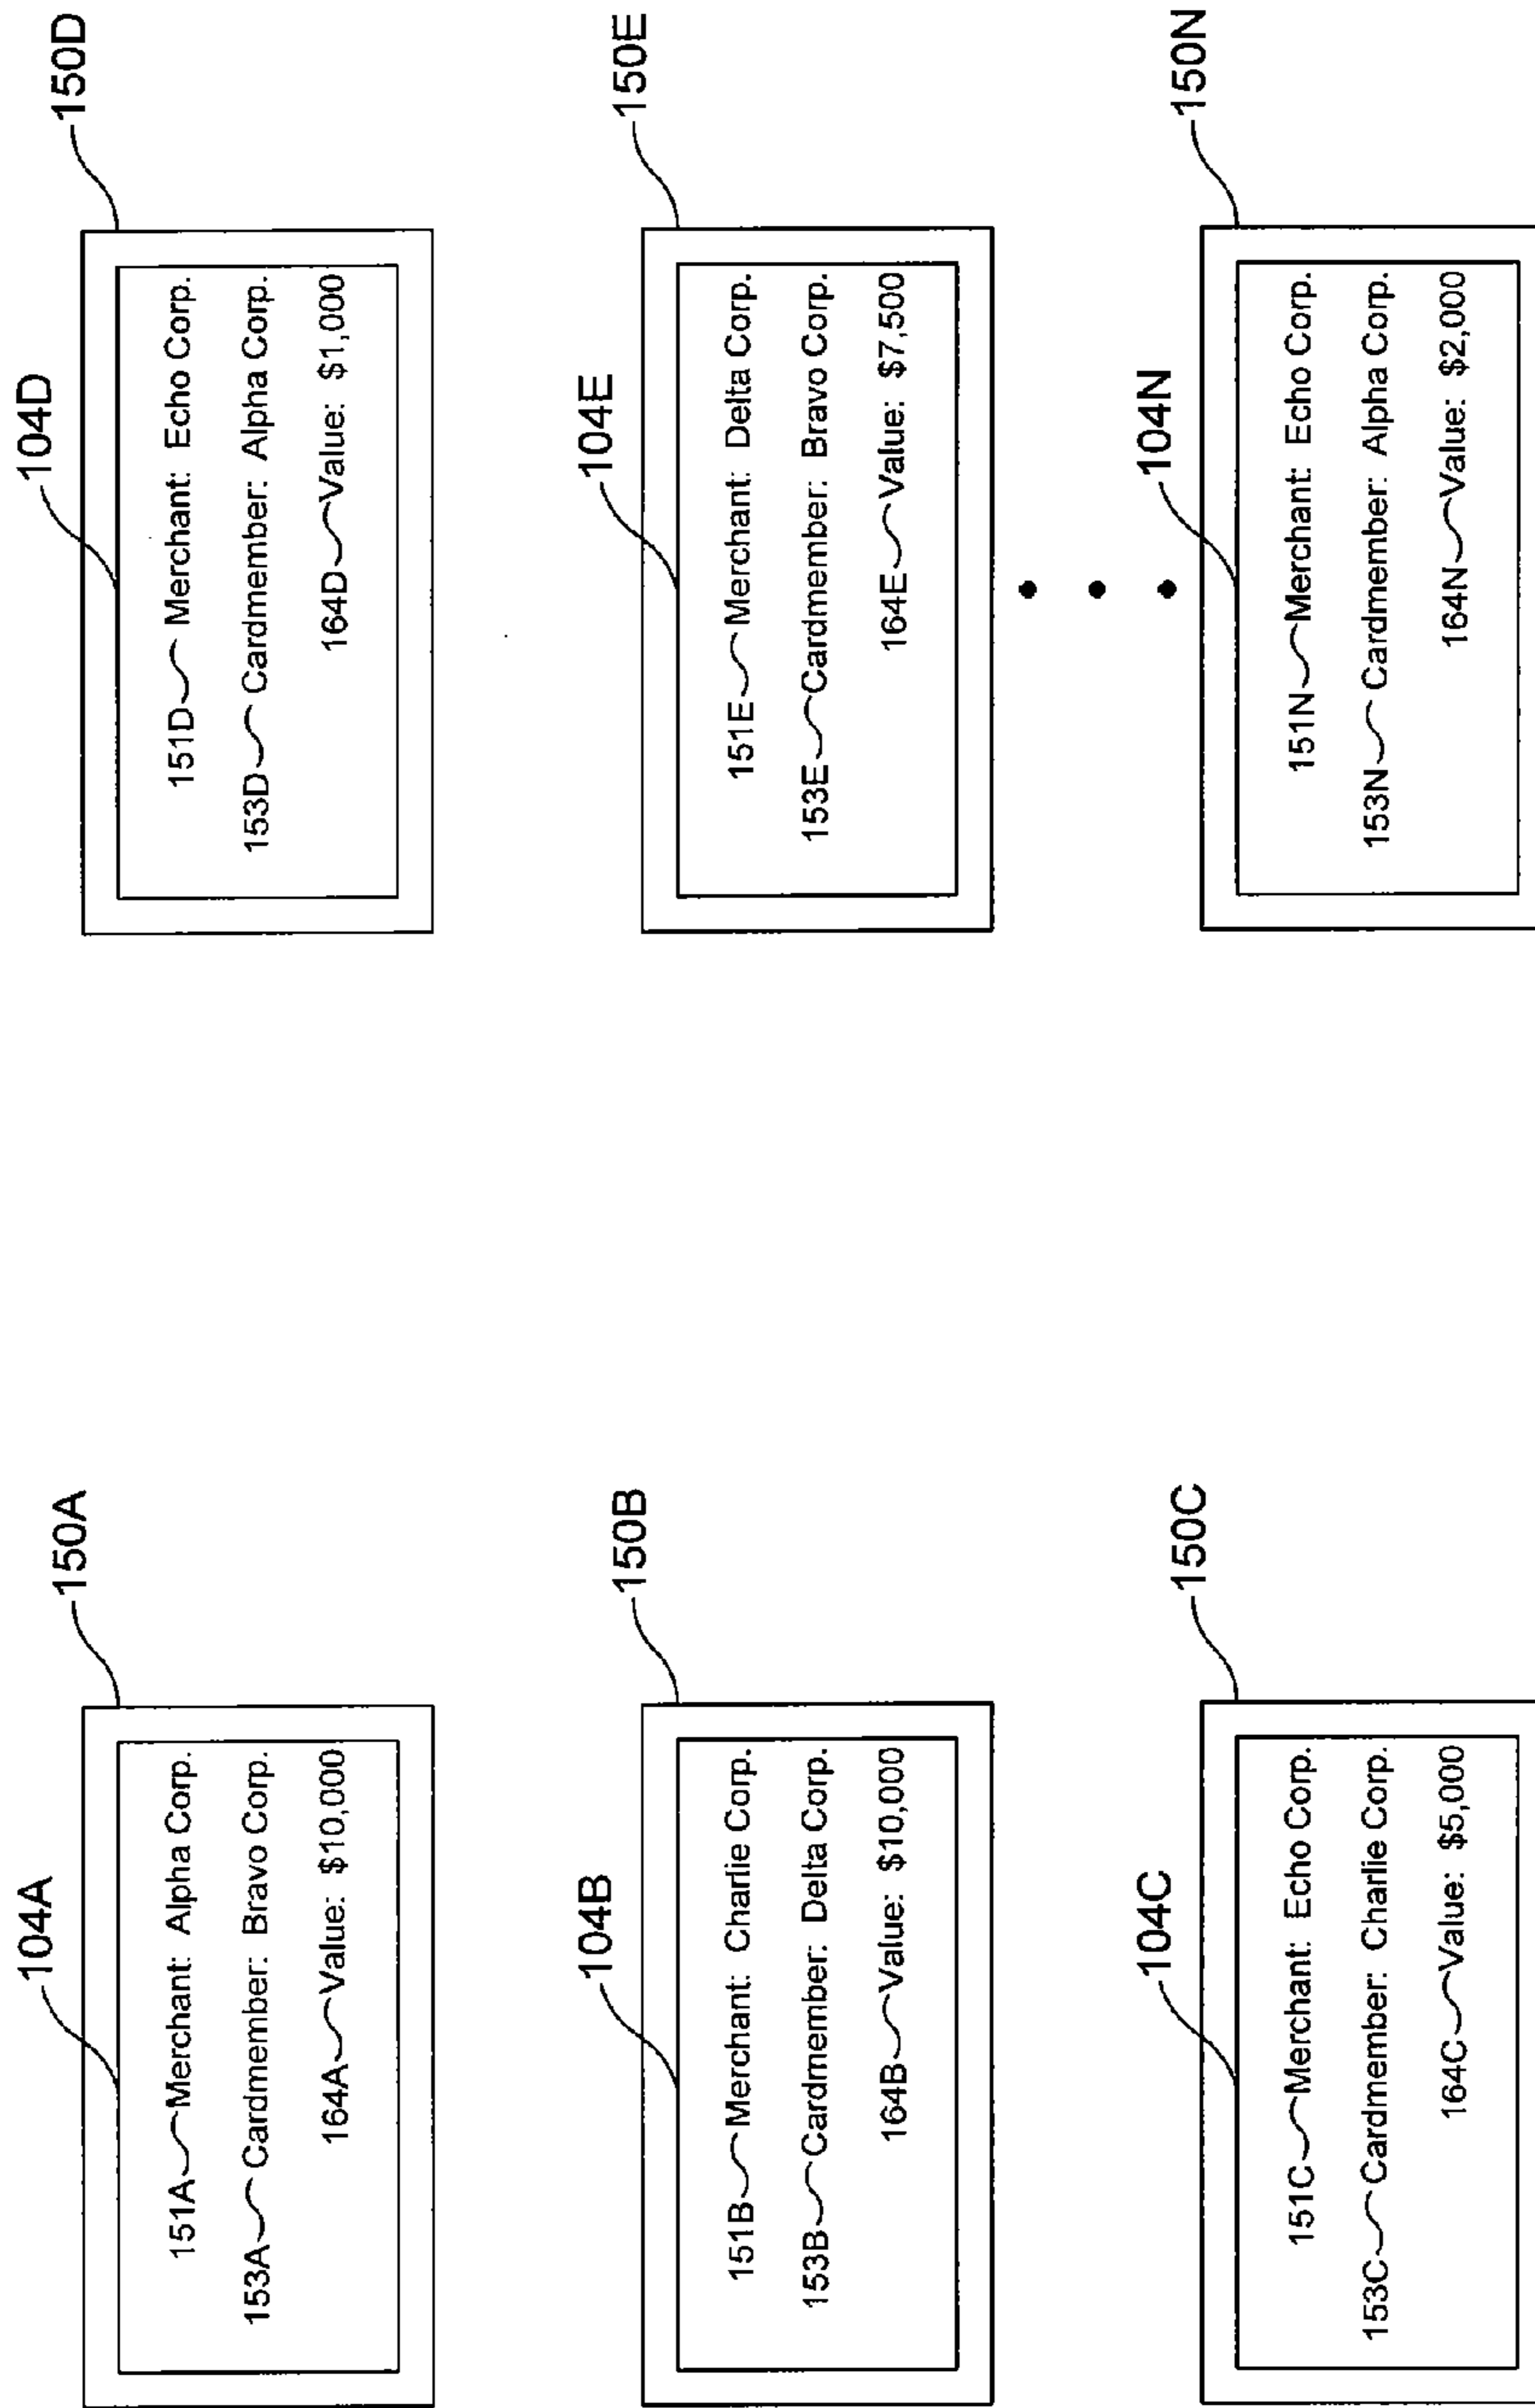 104A
150A
151A Merchant: Alpha Corp.
153A Cardmember: Bravo Corp.
164A Value: $10,000
104B
150B
151B Merchant: Charlie Corp.
153B Cardmember: Delta Corp.
164B Value: $10,000
104C
150C
151C Merchant: Echo Corp.
153C Cardmember: Charlie Corp.
164C Value: $5,000
104D
150D
151D Merchant: Echo Corp.
153D Cardmember: Alpha Corp.
164D Value: $1,000
104E
150E
151E Merchant: Delta Corp.
153E Cardmember: Bravo Corp.
164E Value: $7,500
104N
150N
151N Merchant: Echo Corp.
153N Cardmember: Alpha Corp.
164N Value: $2,000